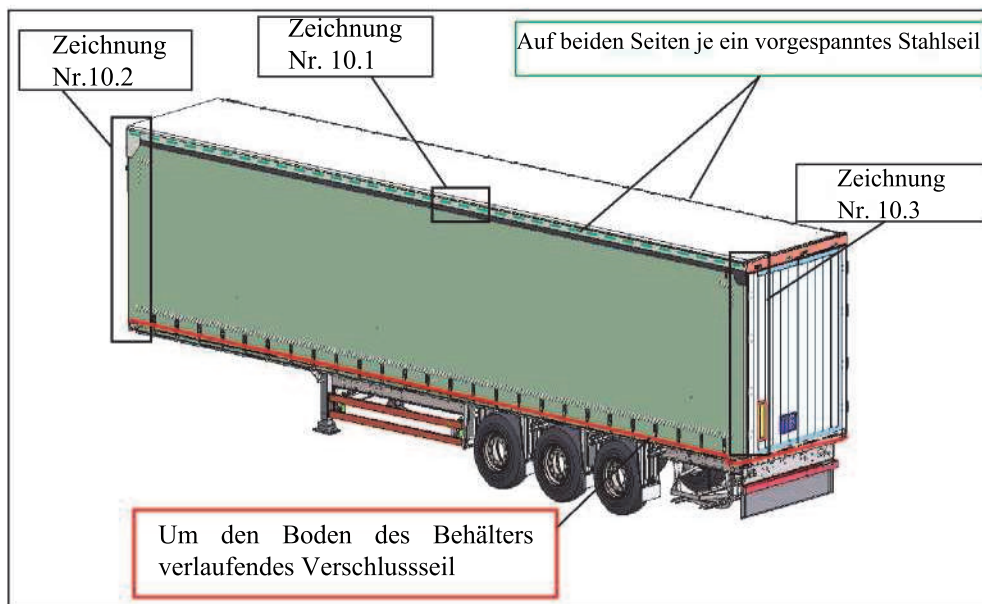 Zeichnung
Nr.10.2
Zeichnung
Nr. 10.1
Auf beiden Seiten je ein vorgespanntes Stahlseil
Zeichnung
Nr. 10.3
Um den Boden des Behälters
verlaufendes Verschlussseil